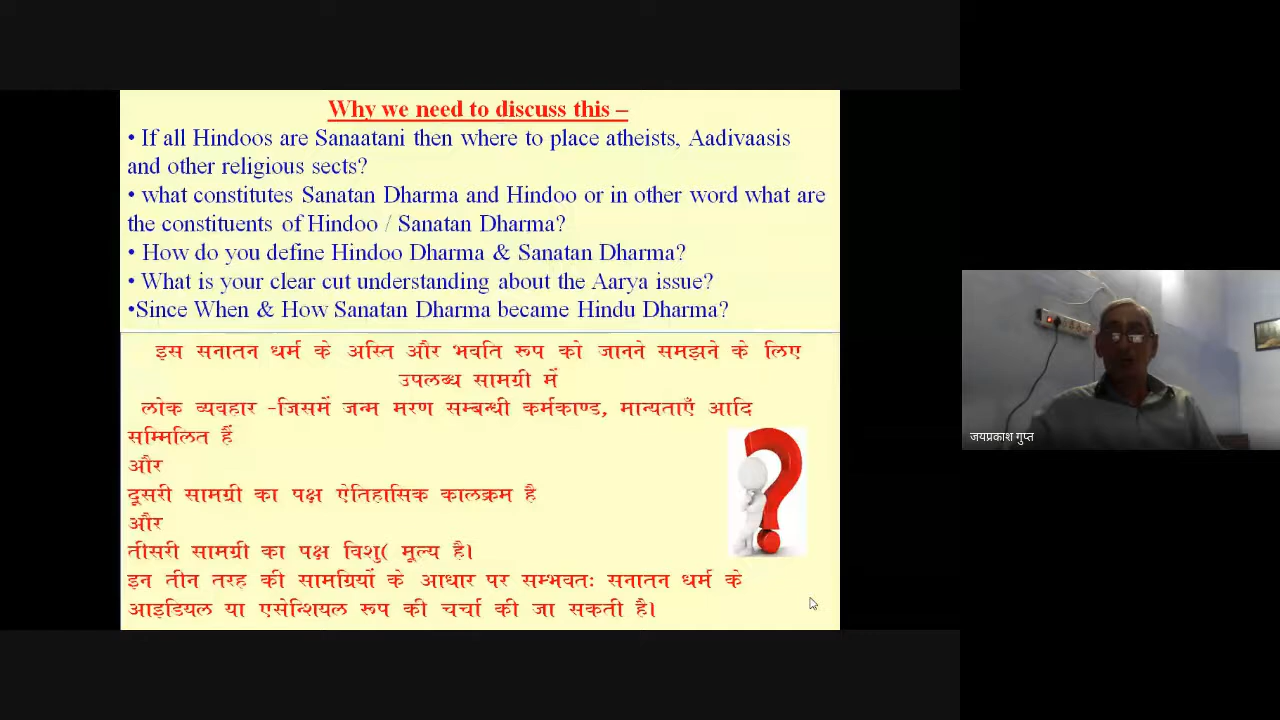 Why we need to discuss this –
• If all Hindoos are Sanaatani then where to place atheists, Aadivaasis
and other religious sects?
• what constitutes Sanatan Dharma and Hindoo or in other word what are
the constituents of Hindoo / Sanatan Dharma?
• How do you define Hindoo Dharma & Sanatan Dharma?
• What is your clear cut understanding about the Aarya issue?
•Since When & How Sanatan Dharma became Hindu Dharma?
इस सनातन धर्म के अस्ति और भवति रूप को जानने समझने के लिए
उपलब्ध सामग्री में
लोक व्यवहार -जिसमें जन्म मरण सम्बन्धी कर्मकाण्ड, मान्यताएँ आदि
सम्मिलित हैं
और
दूसरी सामग्री का पक्ष ऐतिहासिक कालक्रम है
और
तीसरी सामग्री का पक्ष विशु( मूल्य है।
इन तीन तरह की सामग्रियों के आधार पर सम्भवतः सनातन धर्म के
आइडियल या एसेन्शियल रूप की चर्चा की जा सकती है।
जयप्रकाश गुप्त